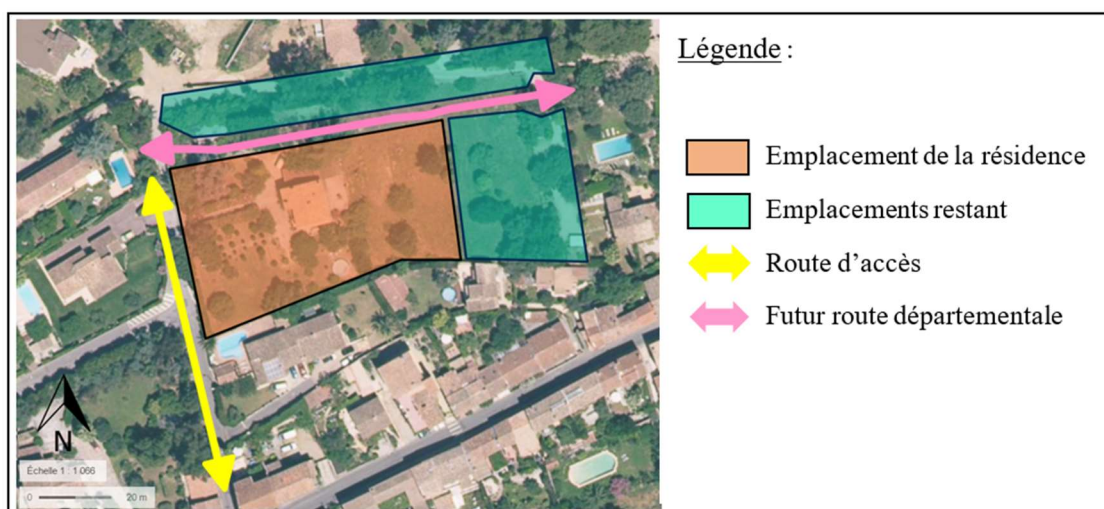 Légende :
Emplacement de la résidence
Emplacements restant
Route d’accès
Futur route départementale
N
Échelle 1 : 1 066
0 20 m